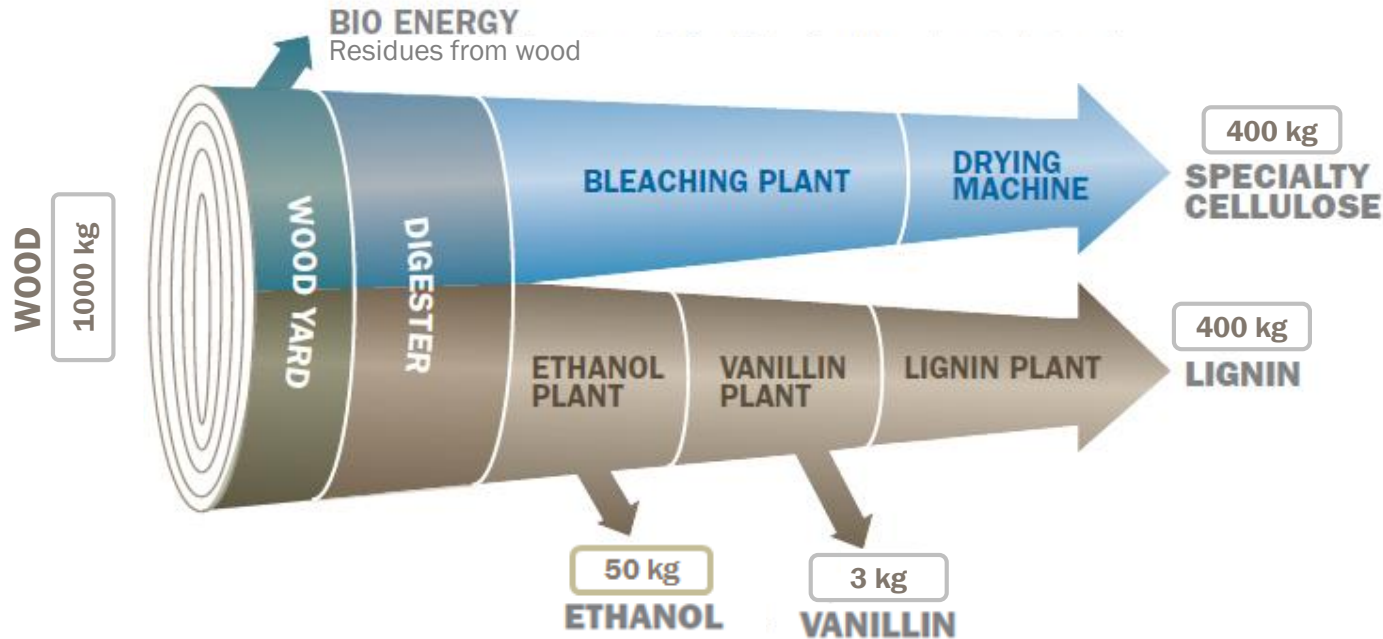 BIO ENERGY
Residues from wood
WOOD
1000 kg
WOOD YARD
DIGESTER
BLEACHING PLANT
DRYING
MACHINE
400 kg
SPECIALTY
CELLULOSE
ETHANOL
PLANT
VANILLIN
PLANT
LIGNIN PLANT
400 kg
LIGNIN
50 kg
ETHANOL
3 kg
VANILLIN